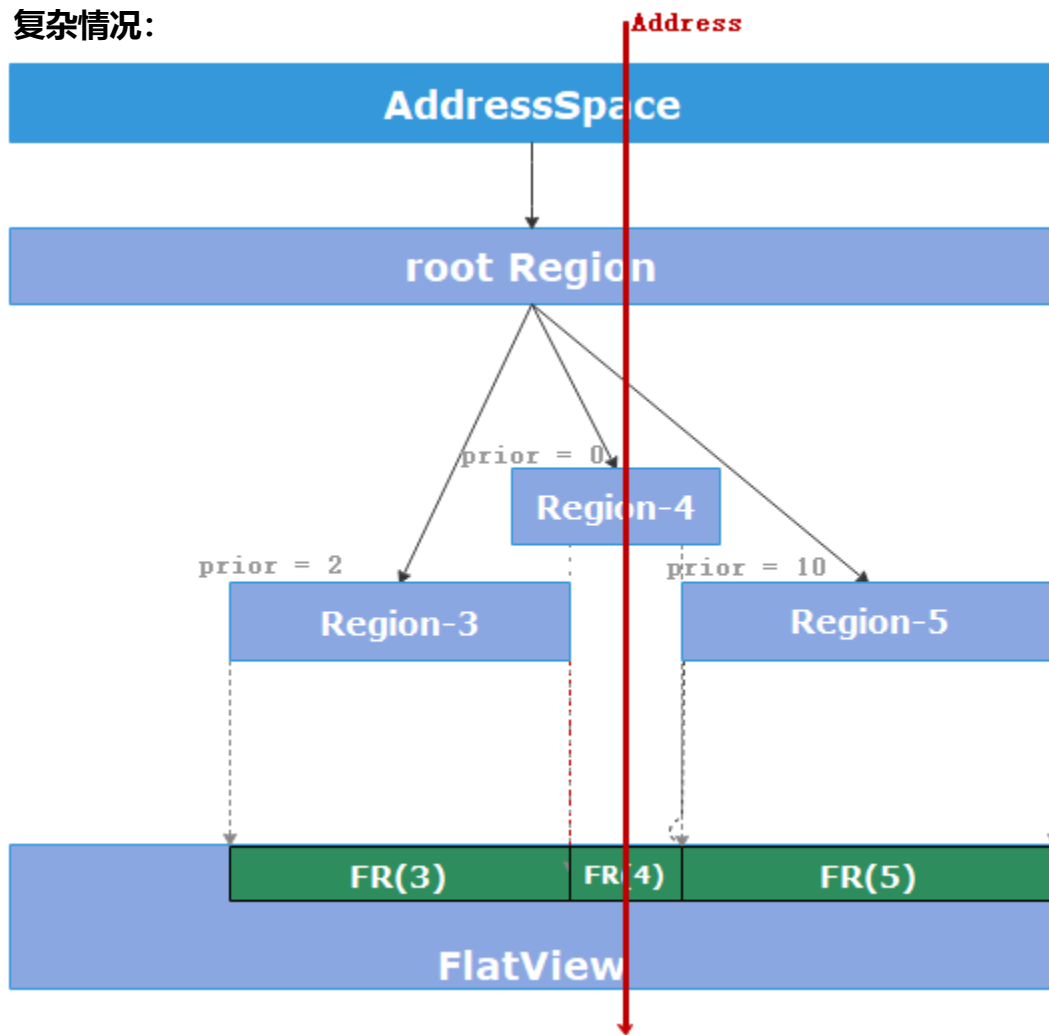 复杂情况：
Address
AddressSpace
root Region
prior = 0
Region-4
prior = 2
prior = 10
Region-3
Region-5
FR(3)
FR(4)
FR(5)
FlatView